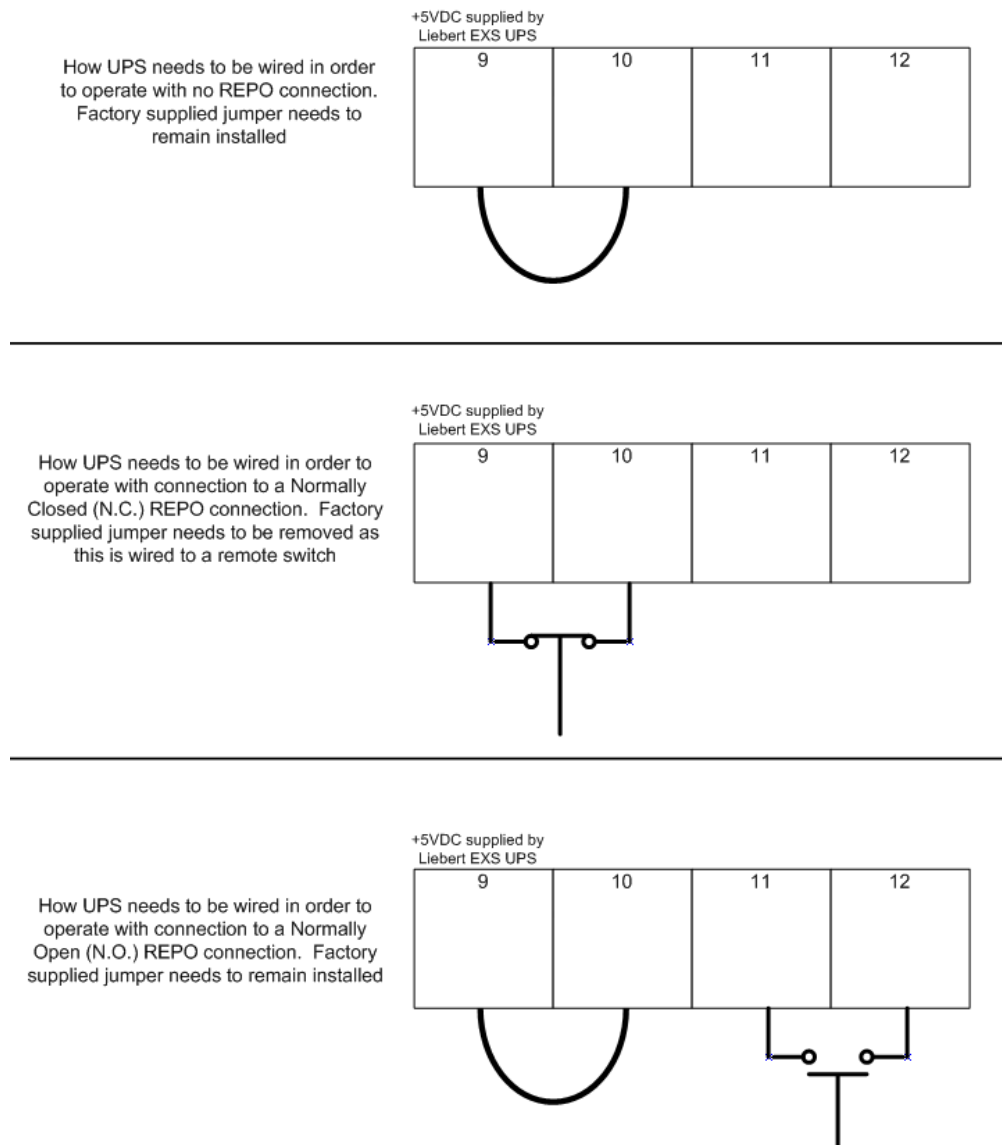 +5VDC supplied by
Liebert EXS UPS
How UPS needs to be wired in order
to operate with no REPO connection.
Factory supplied jumper needs to
remain installed
9 10 11 12
+5VDC supplied by
Liebert EXS UPS
How UPS needs to be wired in order to
operate with connection to a Normally
Closed (N.C.) REPO connection. Factory
supplied jumper needs to be removed as
this is wired to a remote switch
9 10 11 12
+5VDC supplied by
Liebert EXS UPS
How UPS needs to be wired in order to
operate with connection to a Normally
Open (N.O.) REPO connection. Factory
supplied jumper needs to remain installed
9 10 11 12